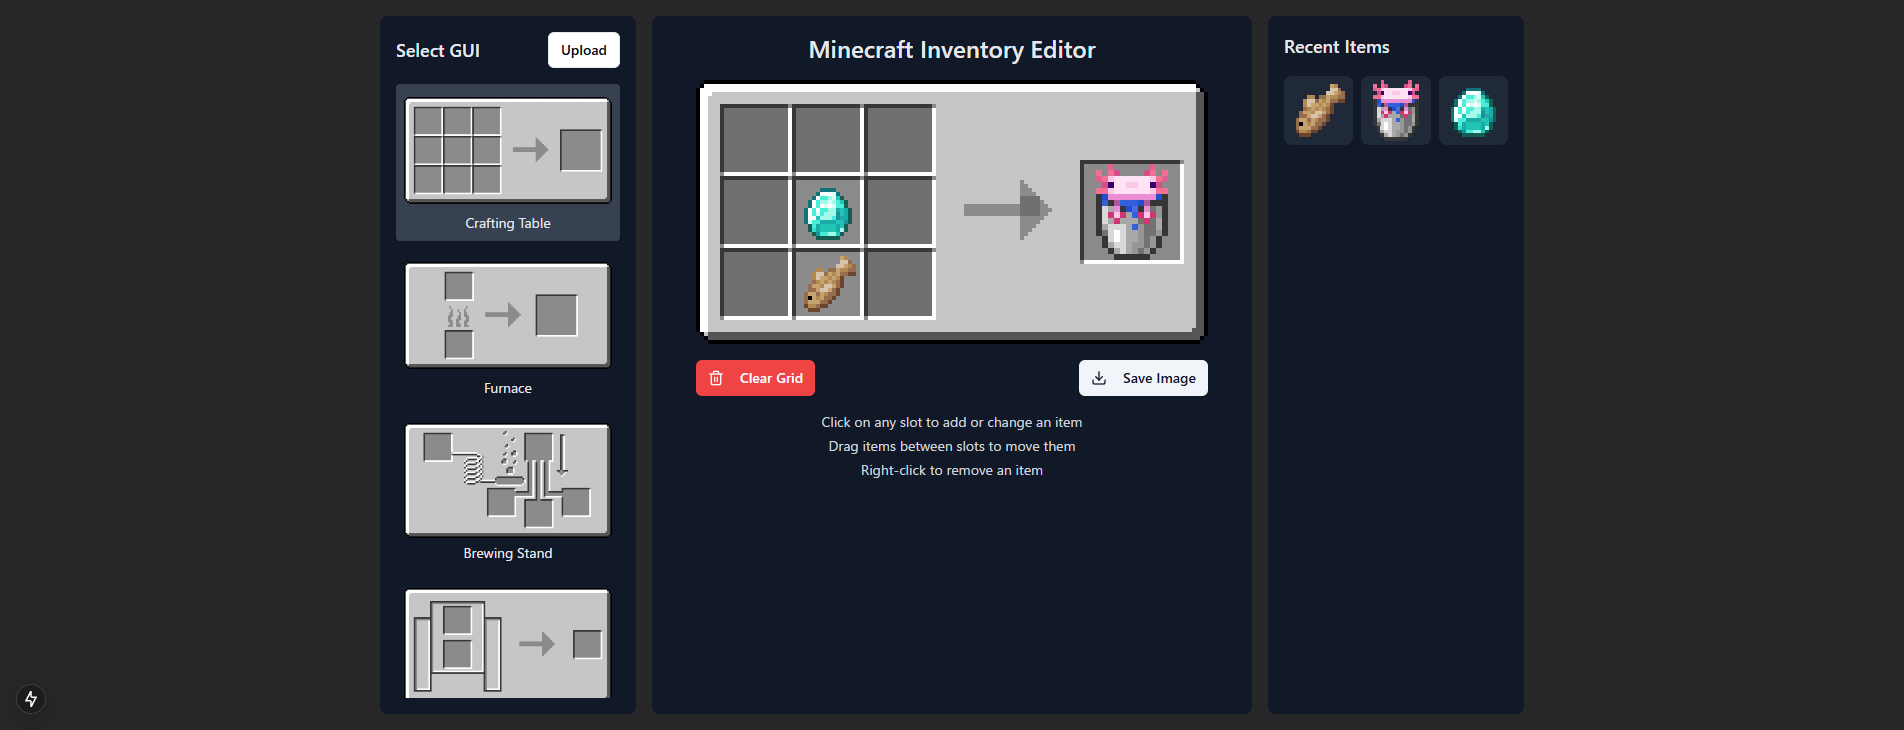 Select GUI
Upload
Crafting Table
Furnace
Brewing Stand
Minecraft Inventory Editor
Clear Grid
Save Image
Click on any slot to add or change an item
Drag items between slots to move them
Right-click to remove an item
Recent Items